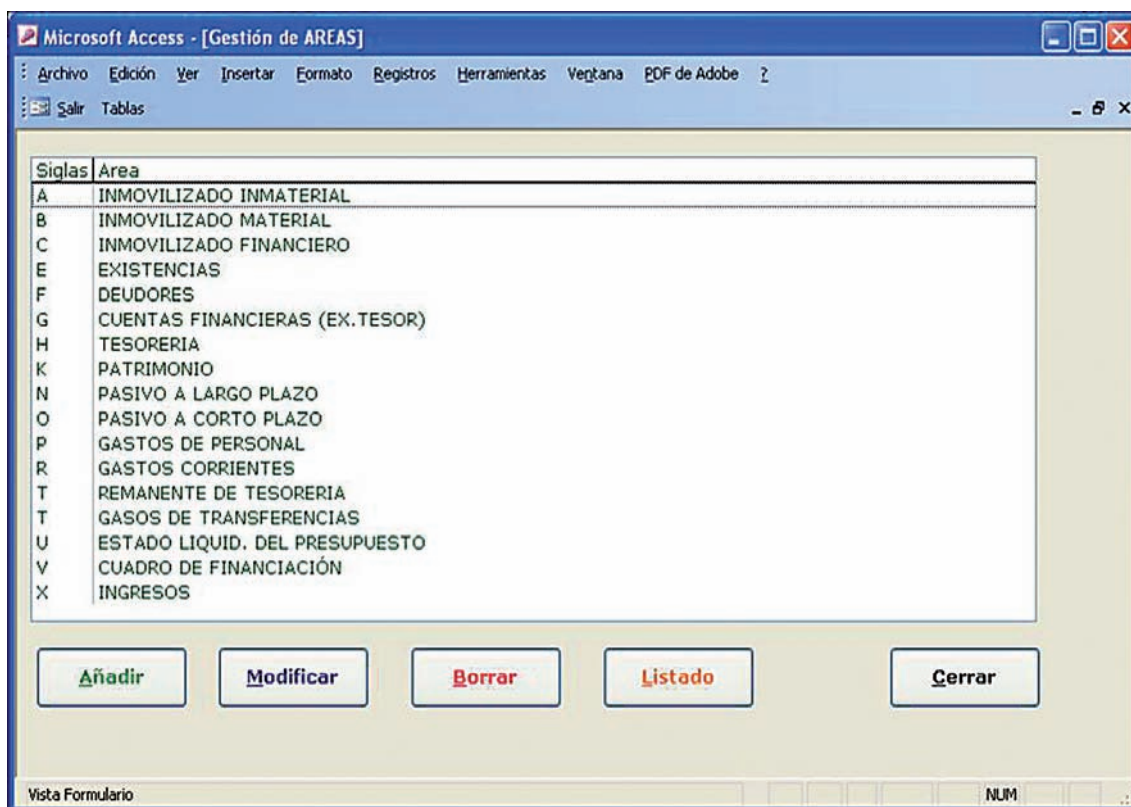 Microsoft Access - [Gestión de AREAS]
Archivo Edición Ver Insertar Formato Registros Herramientas Ventana PDF de Adobe ?
Salir Tablas
Siglas Area
A INMOVILIZADO INMATERIAL
B INMOVILIZADO MATERIAL
C INMOVILIZADO FINANCIERO
E EXISTENCIAS
F DEUDORES
G CUENTAS FINANCIERAS (EX.TESOR)
H TESORERIA
K PATRIMONIO
N PASIVO A LARGO PLAZO
O PASIVO A CORTO PLAZO
P GASTOS DE PERSONAL
R GASTOS CORRIENTES
T REMANENTE DE TESORERIA
T GASOS DE TRANSFERENCIAS
U ESTADO LIQUID. DEL PRESUPUESTO
V CUADRO DE FINANCIACIÓN
X INGRESOS
Añadir Modificar Borrar Listado Cerrar
Vista Formulario NUM